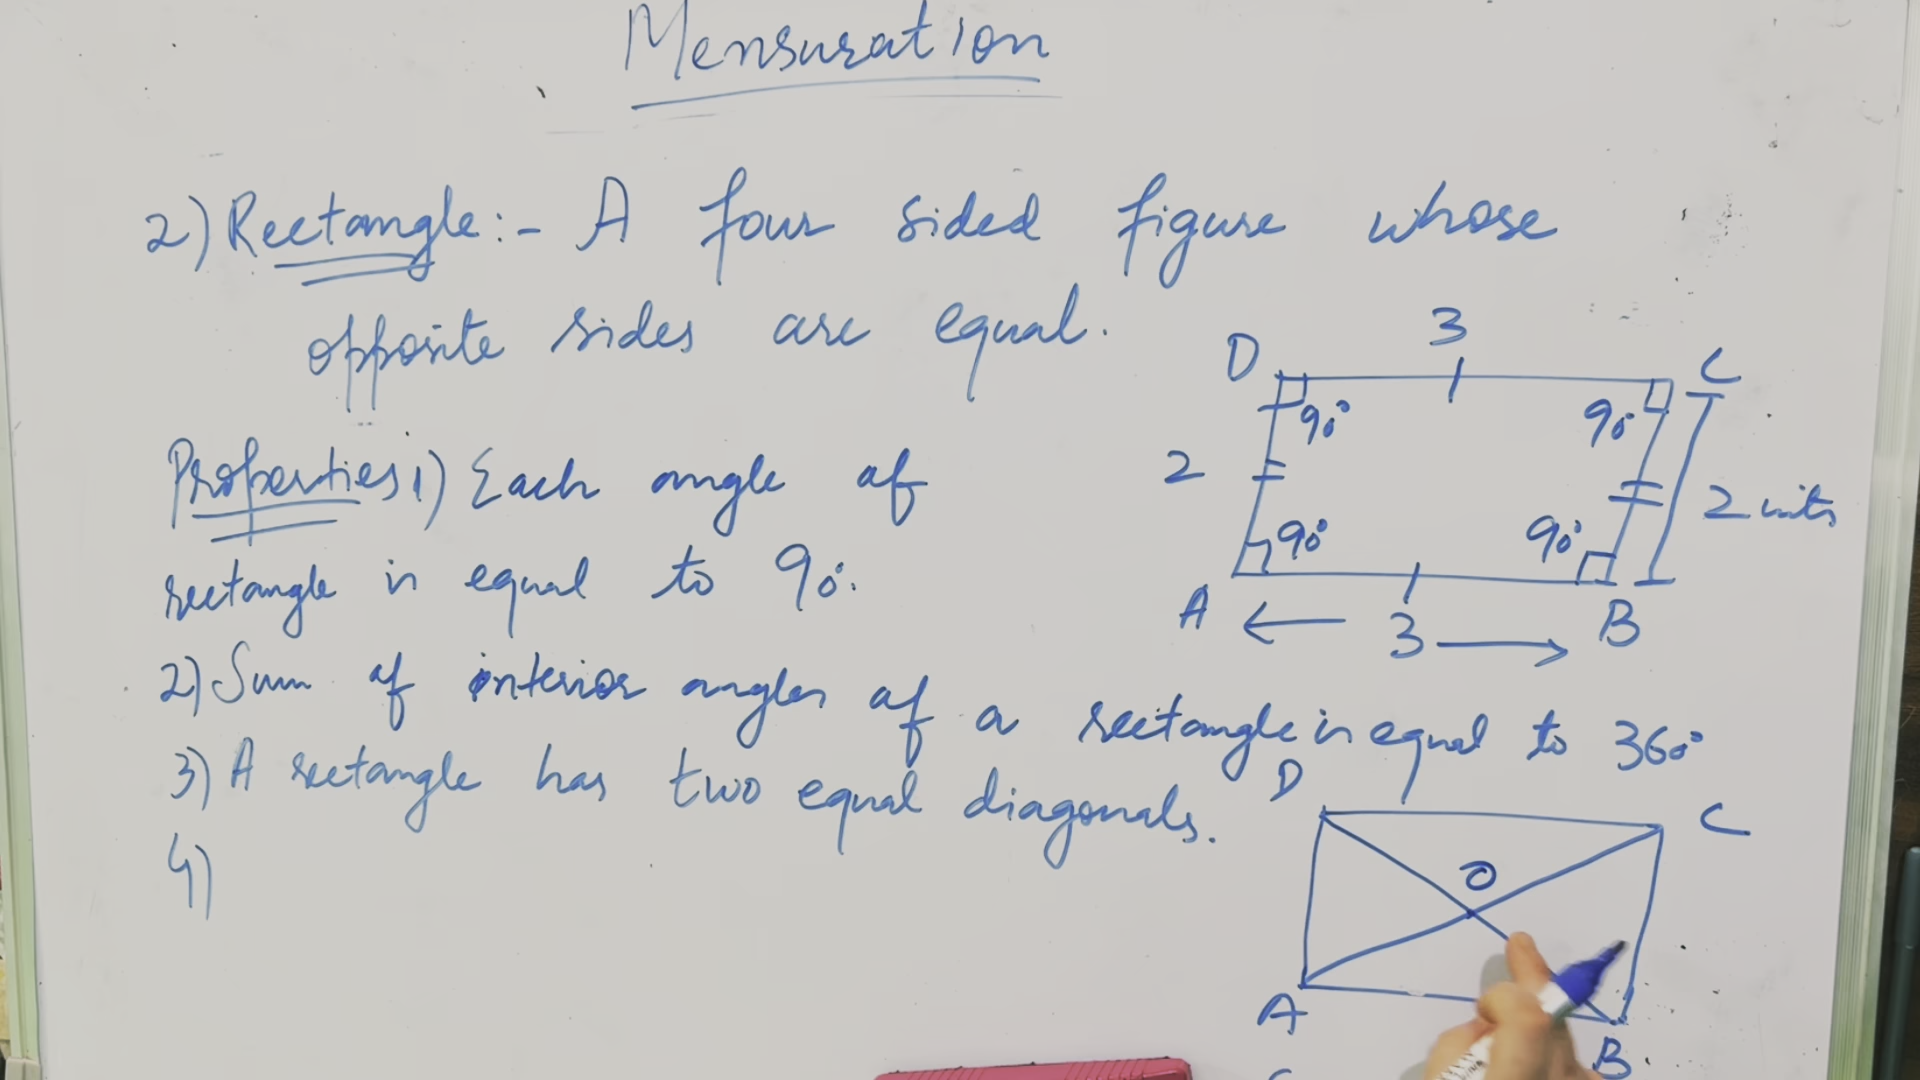 Mensuration
2) Rectangle:- A four sided figure whose
opposite sides are equal.
D 3 C
90° 90°
2 2 units
90° 90°
A 3 B
Properties 1) Each angle of
rectangle is equal to 90°.
2) Sum of interior angles of a rectangle is equal to 360°
3) A rectangle has two equal diagonals.
4)
D C
O
A B